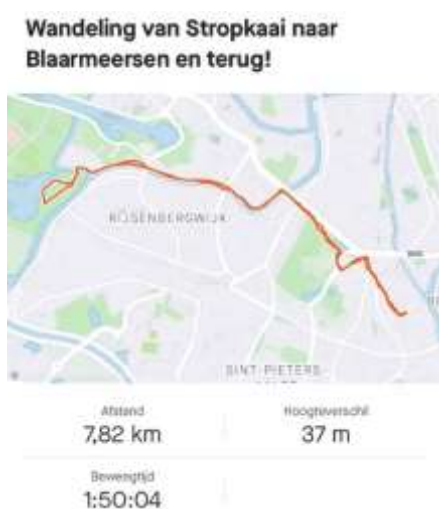 Wandeling van Stropkaai naar
Blaarmeersen en terug!
ROSENBERGWIJK
SINT-PIETERS-
Afstand
Hoogteverschil
7,82 km
37 m
Beweegtijd
1:50:04